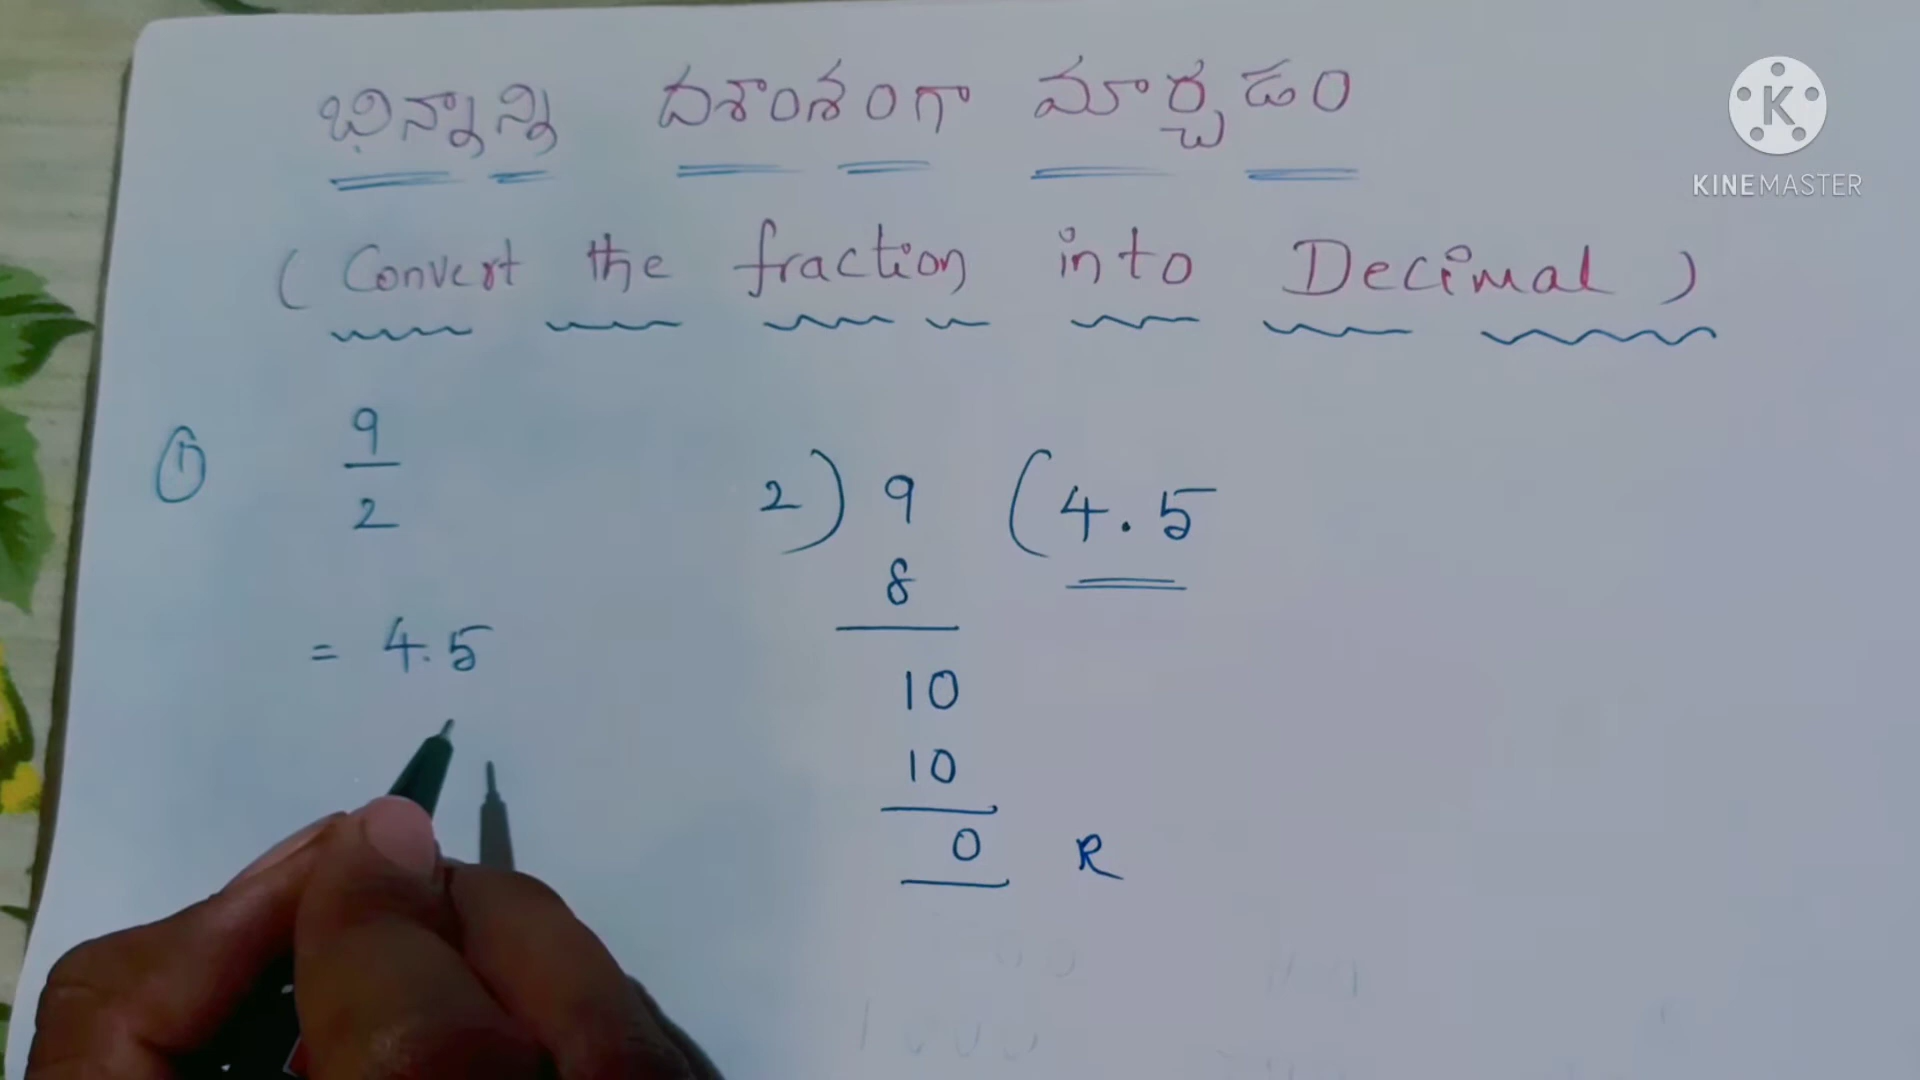 భిన్నాన్ని దశాంశంగా మార్చడం
KINEMASTER
( Convert the fraction into Decimal )
① 9/2
2) 9 (4.5
8
= 4.5
10
10
0 R